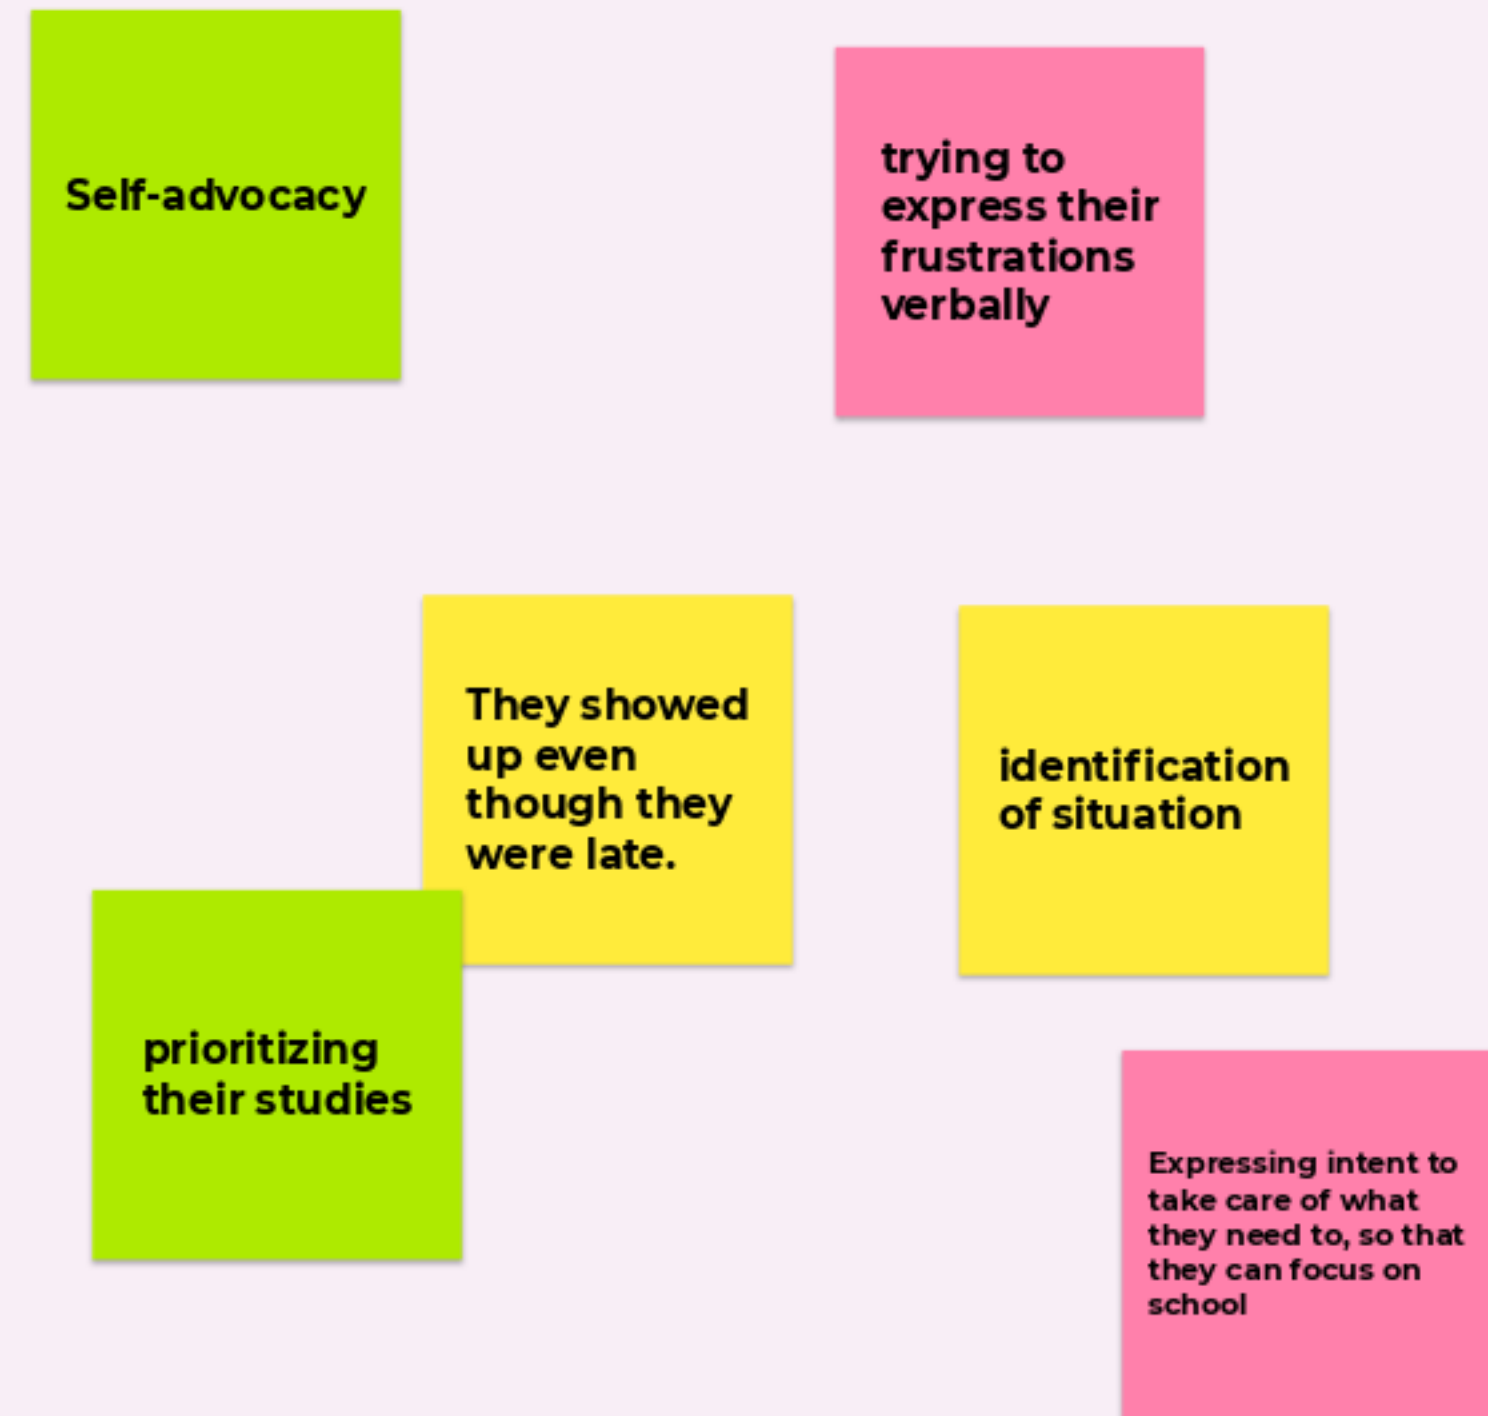 Self-advocacy
trying to
express their
frustrations
verbally
They showed
up even
though they
were late.
identification
of situation
prioritizing
their studies
Expressing intent to
take care of what
they need to, so that
they can focus on
school